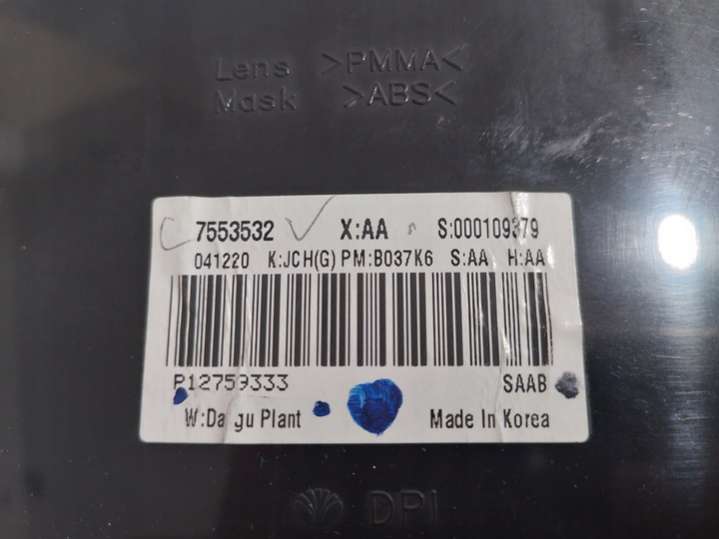 Lens >PMMA<
Mask >ABS<
7553532 X:AA S:000109379
041220 K:JCH(G) PM:B037K6 S:AA H:AA
P12759333 SAAB
W:Daegu Plant Made In Korea
DPI